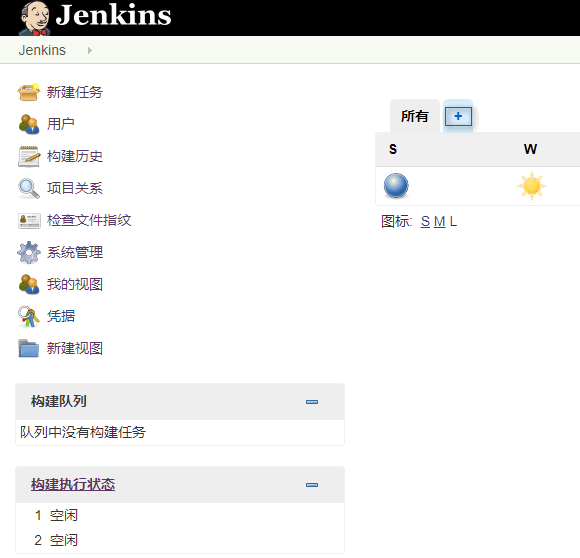 Jenkins
Jenkins
新建任务
用户
构建历史
项目关系
检查文件指纹
系统管理
我的视图
凭据
新建视图
构建队列
队列中没有构建任务
构建执行状态
1 空闲
2 空闲
所有 +
S W
图标: S M L